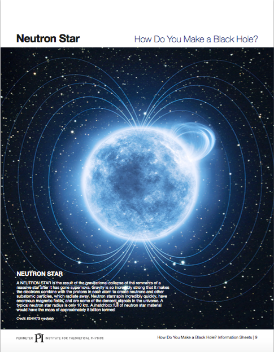 Neutron Star
How Do You Make a Black Hole?
NEUTRON STAR
A NEUTRON STAR is the result of the gravitational collapse of the remnants of a
massive star after it has gone supernova. Gravity is so incredibly strong that it makes
the electrons combine with the protons in each atom to create neutrons and other
subatomic particles, which radiate away. Neutron stars spin incredibly quickly, have
enormous magnetic fields, and are some of the densest objects in the universe. A
typical neutron star radius is only 10 km. A matchbox full of neutron star material
would have the mass of approximately 5 billion tonnes!
Credit:
PERIMETER PI INSTITUTE FOR THEORETICAL PHYSICS
How Do You Make a Black Hole? Information Sheets |